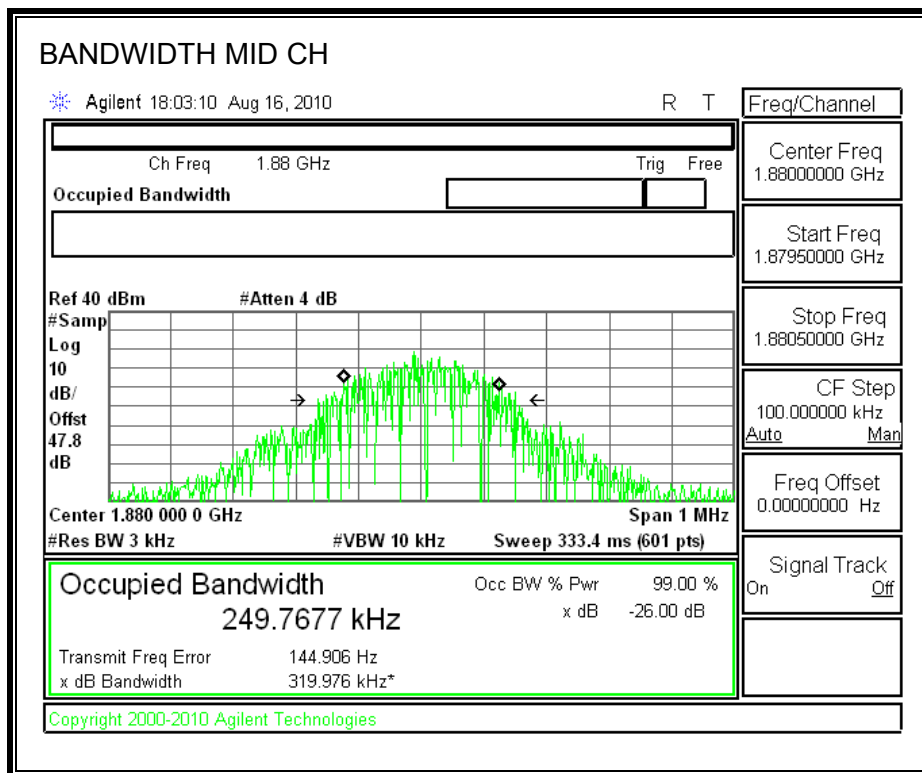 BANDWIDTH MID CH
Agilent 18:03:10 Aug 16, 2010 R T
Freq/Channel
Ch Freq 1.88 GHz Trig Free
Occupied Bandwidth
Center Freq
1.88000000 GHz
Start Freq
1.87950000 GHz
Stop Freq
1.88050000 GHz
CF Step
100.000000 kHz
Auto Man
Freq Offset
0.00000000 Hz
Signal Track
On Off
Ref 40 dBm #Atten 4 dB
#Samp
Log
10
dB/
Offst
47.8
dB
Center 1.880 000 0 GHz Span 1 MHz
#Res BW 3 kHz #VBW 10 kHz Sweep 333.4 ms (601 pts)
Occupied Bandwidth Occ BW % Pwr 99.00 %
249.7677 kHz x dB -26.00 dB
Transmit Freq Error 144.906 Hz
x dB Bandwidth 319.976 kHz*
Copyright 2000-2010 Agilent Technologies